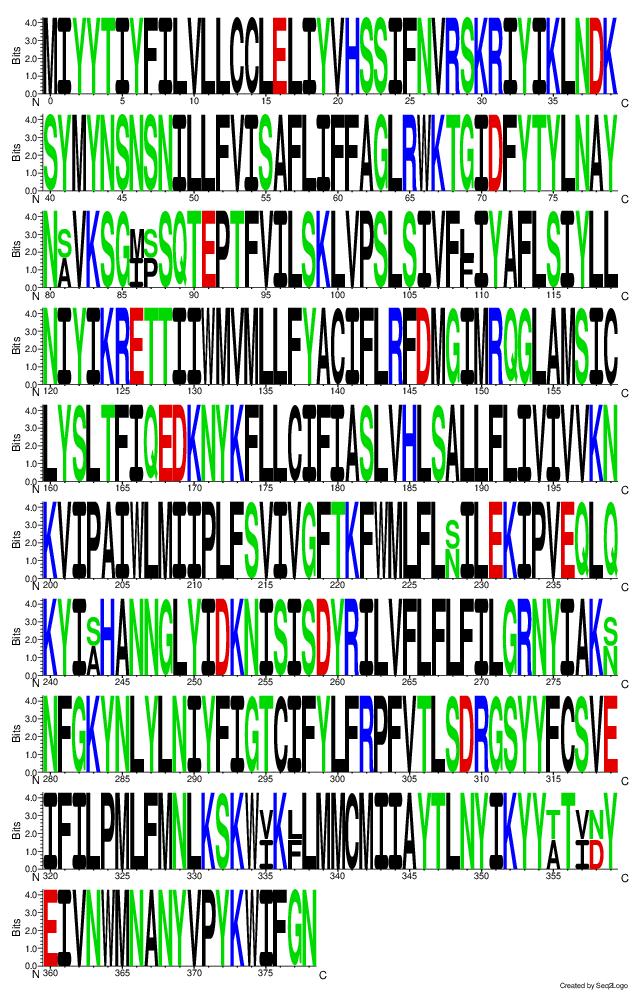 Bits 4.0 3.0 2.0 1.0 0.0
MIYYTIYFILVLLCCLELIYVHSSIFNVRSKRIYIKLNDK
N 0 5 10 15 20 25 30 35 C
Bits 4.0 3.0 2.0 1.0 0.0
SYMYNSNSNILLFVISAFLIFFAGLRWKTGIDFYTYLNAY
N 40 45 50 55 60 65 70 75 C
Bits 4.0 3.0 2.0 1.0 0.0
NSVKSGMSSQTEPTFVILSKLVPSLSIVFLIYAFLSIYLL
A I P F
N 80 85 90 95 100 105 110 115 C
Bits 4.0 3.0 2.0 1.0 0.0
NIYIKRETTIIWMVMLLFYACIFLRFDMGIMRQGLAMSIC
N 120 125 130 135 140 145 150 155 C
Bits 4.0 3.0 2.0 1.0 0.0
LYSLTFIQEDKNYKFLLCIFIASLVHLSALLFLIVIVVKN
N 160 165 170 175 180 185 190 195 C
Bits 4.0 3.0 2.0 1.0 0.0
KVIPAIWLMIIPLFSVIVGFTKFWMLFLSILEKIPVEQLQ
N
N 200 205 210 215 220 225 230 235 C
Bits 4.0 3.0 2.0 1.0 0.0
KYISHANNGLYIDKNISISDYRILVFLFLFILGRNYIAKS
A N
N 240 245 250 255 260 265 270 275 C
Bits 4.0 3.0 2.0 1.0 0.0
NFGKYNLYLNIYFIGTCIFYLFRPFVTLSDRGSYYFCSVE
N 280 285 290 295 300 305 310 315 C
Bits 4.0 3.0 2.0 1.0 0.0
IFILPMLFMNLKSKWVKLLMNCMIIAYTLNYIKYYTTVNY
I F A I D
N 320 325 330 335 340 345 350 355 C
Bits 4.0 3.0 2.0 1.0 0.0
EIVNWMNANYVPYKWIFGN
N 360 365 370 375 C
Created by Seq2Logo